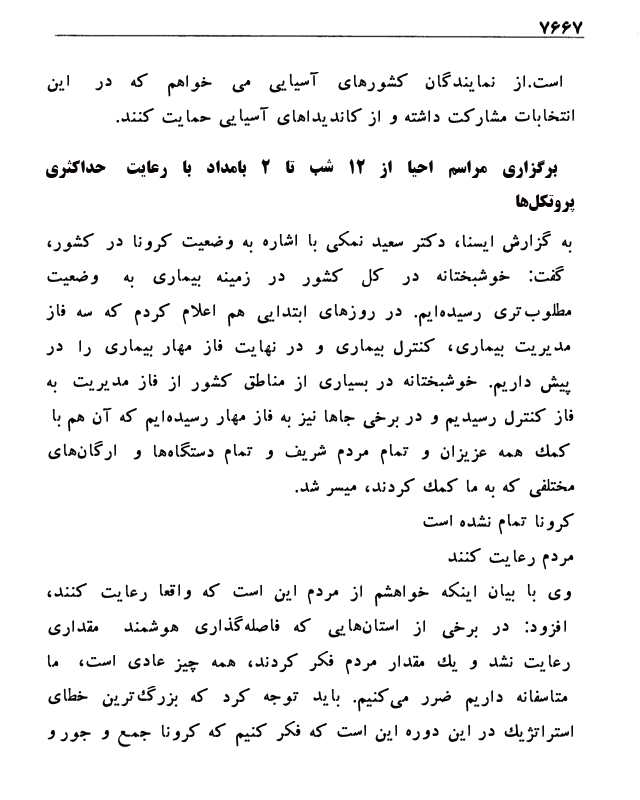 ۷۶۶۷
است.از نمایندگان کشورهای آسیایی می خواهم که در این
انتخابات مشارکت داشته و از کاندیداهای آسیایی حمایت کنند.
برگزاری مراسم احیا از ۱۲ شب تا ۲ بامداد با رعایت حداکثری
پروتکل‌ها
به گزارش ایسنا، دکتر سعید نمکی با اشاره به وضعیت کرونا در کشور،
گفت: خوشبختانه در کل کشور در زمینه بیماری به وضعیت
مطلوب‌تری رسیده‌ایم. در روزهای ابتدایی هم اعلام کردم که سه فاز
مدیریت بیماری، کنترل بیماری و در نهایت فاز مهار بیماری را در
پیش داریم. خوشبختانه در بسیاری از مناطق کشور از فاز مدیریت به
فاز کنترل رسیدیم و در برخی جاها نیز به فاز مهار رسیده‌ایم که آن هم با
کمك همه عزیزان و تمام مردم شریف و تمام دستگاه‌ها و ارگان‌های
مختلفی که به ما کمك کردند، میسر شد.
کرونا تمام نشده است
مردم رعایت کنند
وی با بیان اینکه خواهشم از مردم این است که واقعا رعایت کنند،
افزود: در برخی از استان‌هایی که فاصله‌گذاری هوشمند مقداری
رعایت نشد و یك مقدار مردم فکر کردند، همه چیز عادی است، ما
متاسفانه داریم ضرر می‌کنیم. باید توجه کرد که بزرگ‌ترین خطای
استراتژیك در این دوره این است که فکر کنیم که کرونا جمع و جور و